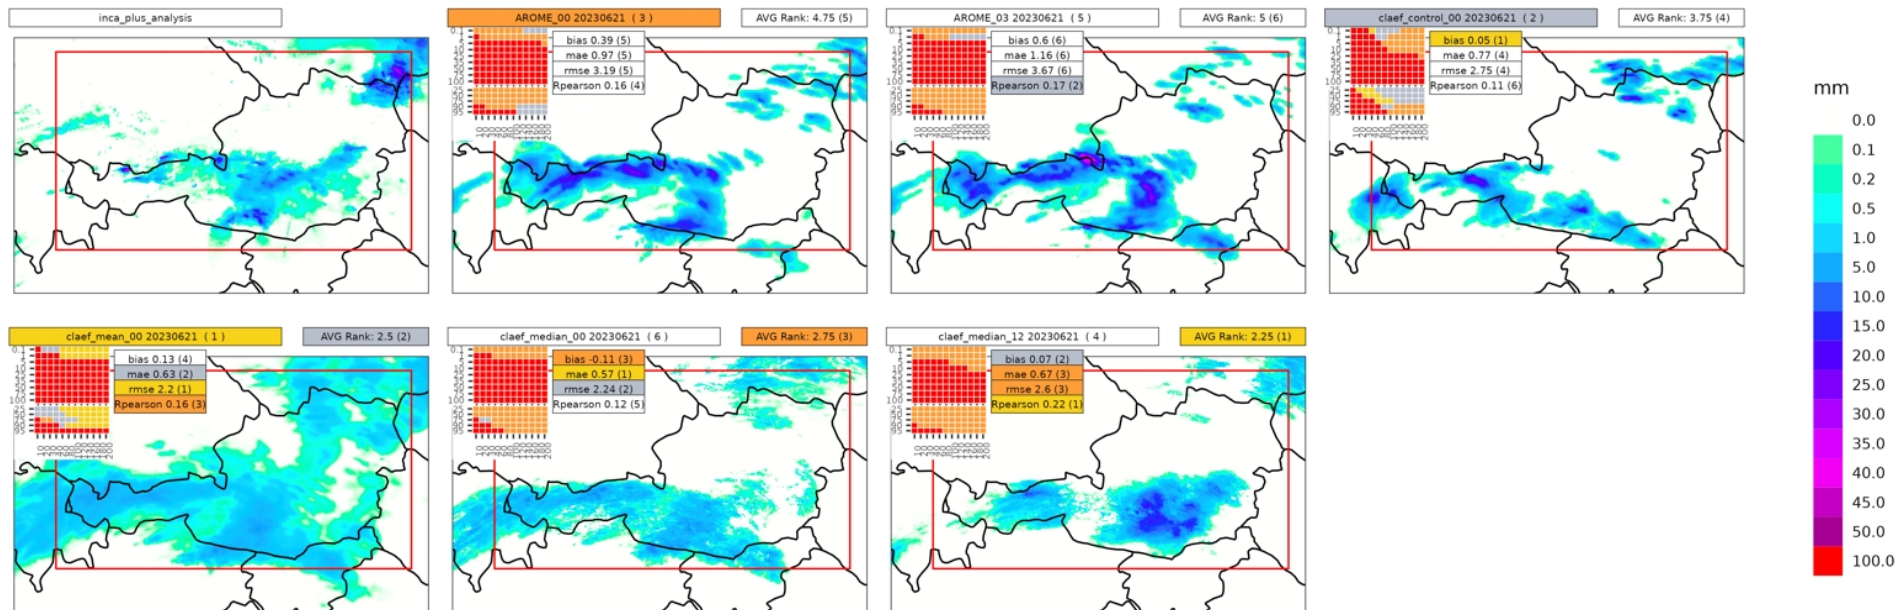 inca_plus_analysis
AROME_00 20230621 ( 3 )
AVG Rank: 4.75 (5)
bias 0.39 (5)
mae 0.97 (5)
rmse 3.19 (5)
Rpearson 0.16 (4)
AROME_03 20230621 ( 5 )
AVG Rank: 5 (6)
bias 0.6 (6)
mae 1.16 (6)
rmse 3.67 (6)
Rpearson 0.17 (2)
claef_control_00 20230621 ( 2 )
AVG Rank: 3.75 (4)
bias 0.05 (1)
mae 0.77 (4)
rmse 2.75 (4)
Rpearson 0.11 (6)
claef_mean_00 20230621 ( 1 )
AVG Rank: 2.5 (2)
bias 0.13 (4)
mae 0.63 (2)
rmse 2.2 (1)
Rpearson 0.16 (3)
claef_median_00 20230621 ( 6 )
AVG Rank: 2.75 (3)
bias -0.11 (3)
mae 0.57 (1)
rmse 2.24 (2)
Rpearson 0.12 (5)
claef_median_12 20230621 ( 4 )
AVG Rank: 2.25 (1)
bias 0.07 (2)
mae 0.67 (3)
rmse 2.6 (3)
Rpearson 0.22 (1)
mm
0.0
0.1
0.2
0.5
1.0
5.0
10.0
15.0
20.0
25.0
30.0
35.0
40.0
45.0
50.0
100.0